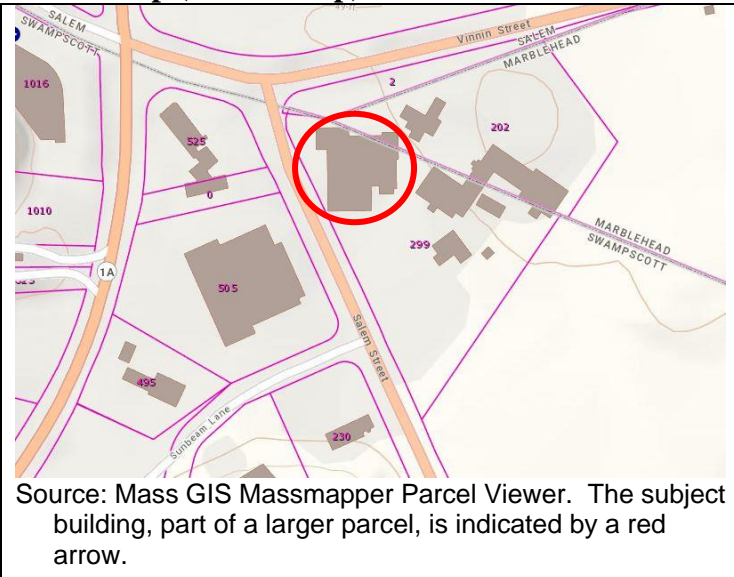 SALEM
SWAMPSCOTT
Vinnin Street
SALEM
MARBLEHEAD
1016
2
525
202
0
1010
299
MARBLEHEAD
SWAMPSCOTT
1A
505
Salem Street
495
Sunbeam Lane
230
Source: Mass GIS Massmapper Parcel Viewer. The subject
building, part of a larger parcel, is indicated by a red
arrow.